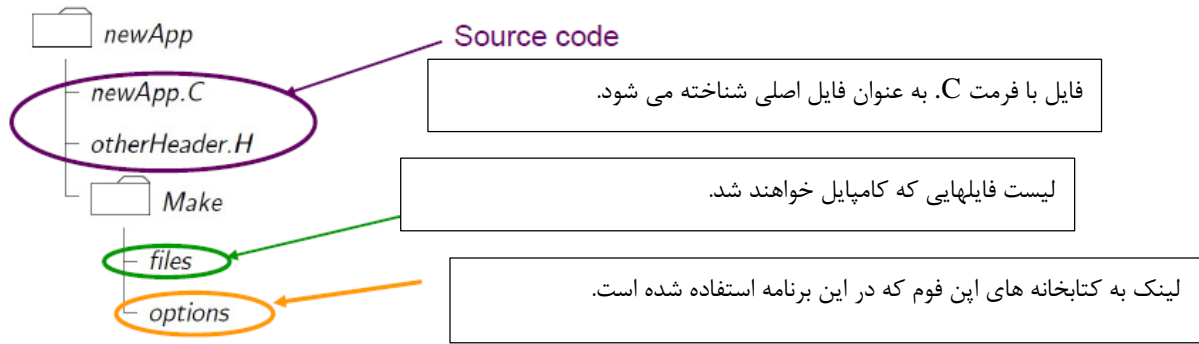 newApp
Source code
newApp.C
فایل با فرمت C. به عنوان فایل اصلی شناخته می شود.
otherHeader.H
Make
لیست فایلهایی که کامپایل خواهند شد.
files
لینک به کتابخانه های اپن فوم که در این برنامه استفاده شده است.
options